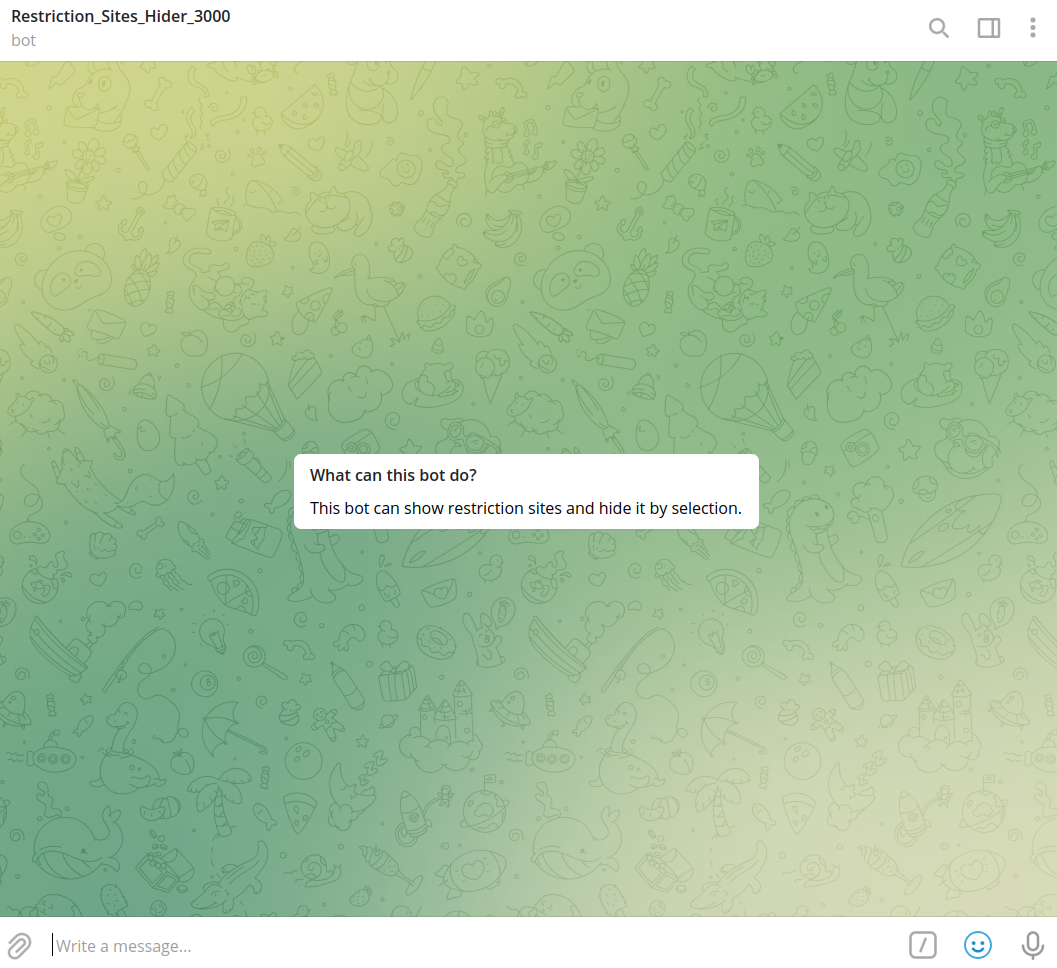 Restriction_Sites_Hider_3000
bot
What can this bot do?
This bot can show restriction sites and hide it by selection.
Write a message...